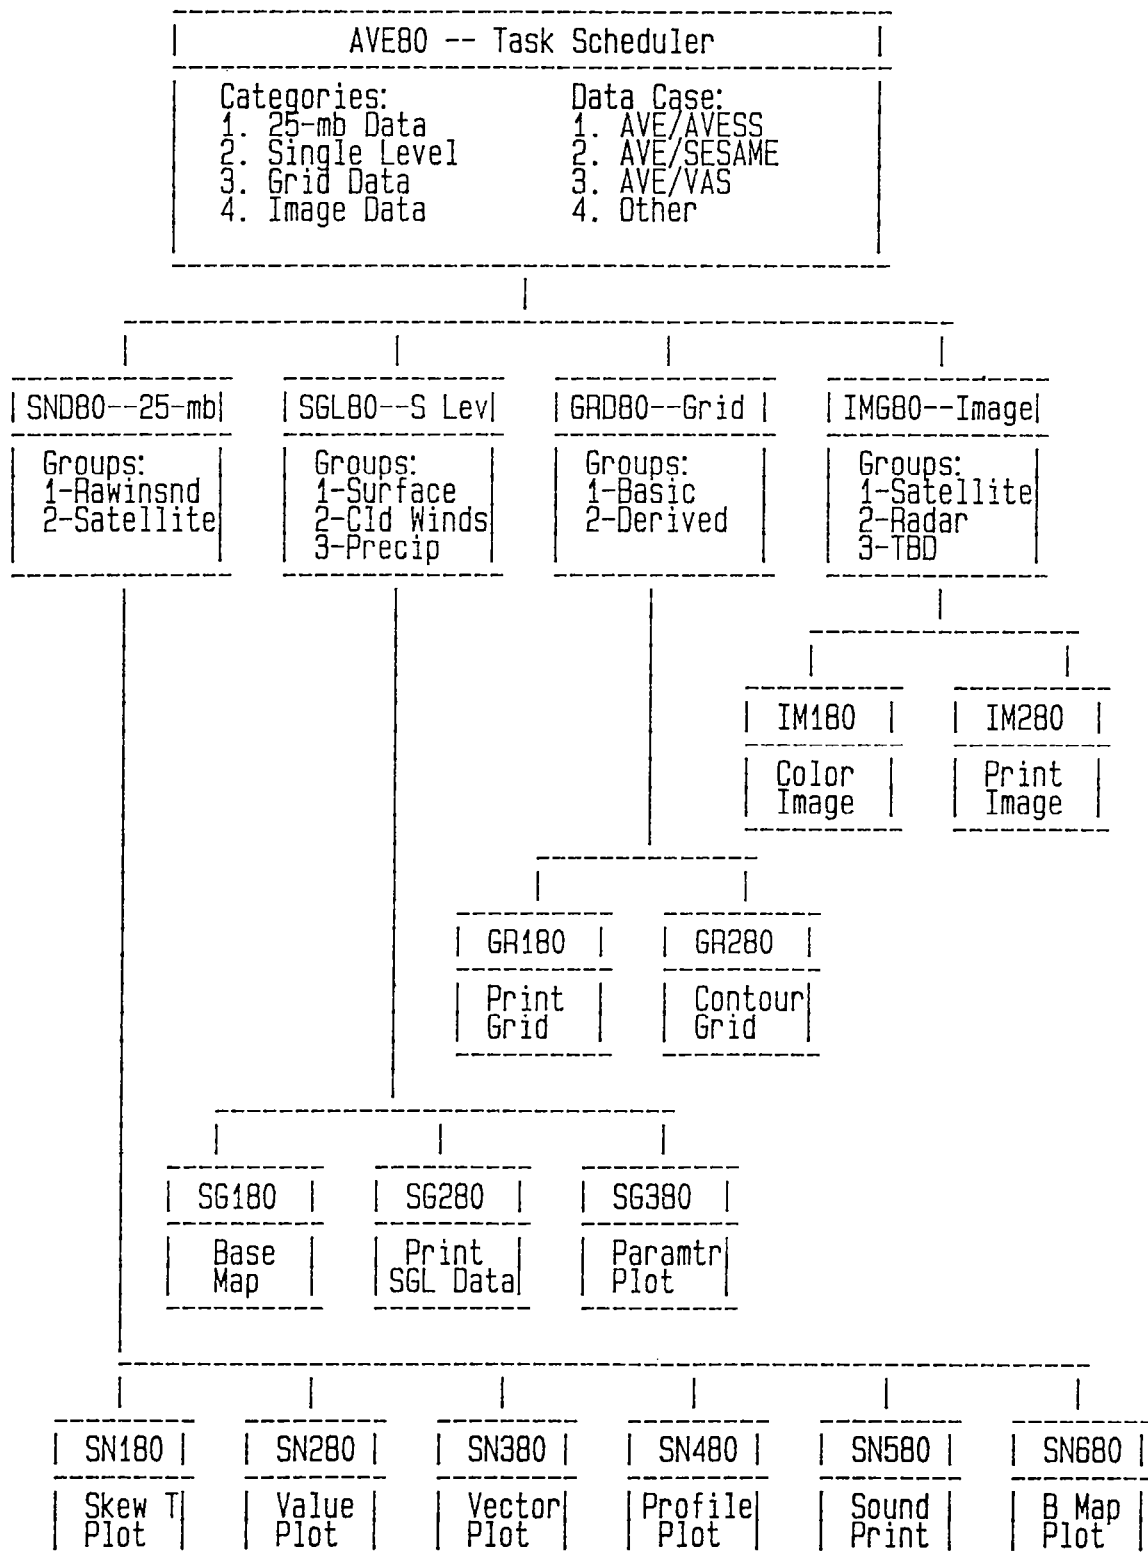 AVE80 -- Task Scheduler
Categories: Data Case:
1. 25-mb Data 1. AVE/AVESS
2. Single Level 2. AVE/SESAME
3. Grid Data 3. AVE/VAS
4. Image Data 4. Other
SND80--25-mb SGL80--S Lev GRD80--Grid IMG80--Image
Groups: Groups: Groups: Groups:
1-Rawinsnd 1-Surface 1-Basic 1-Satellite
2-Satellite 2-Cld Winds 2-Derived 2-Radar
3-Precip 3-TBD
IM180 IM280
Color Print
Image Image
GR180 GR280
Print Contour
Grid Grid
SG180 SG280 SG380
Base Print Paramtr
Map SGL Data Plot
SN180 SN280 SN380 SN480 SN580 SN680
Skew T Value Vector Profile Sound B Map
Plot Plot Plot Plot Print Plot